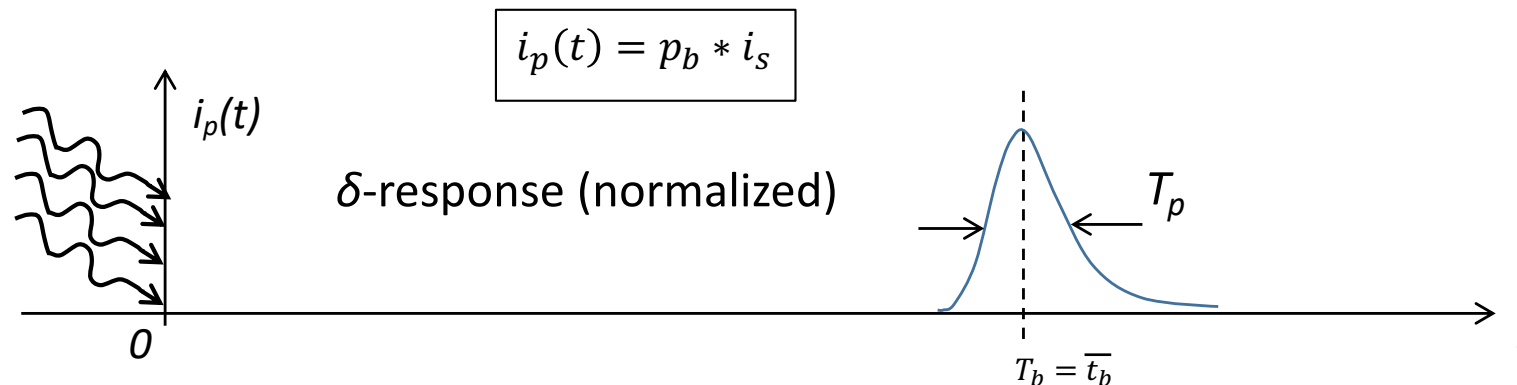 i_p(t) = p_b * i_s
i_p(t)
δ-response (normalized)
T_p
0
T_b = \overline{t_b}